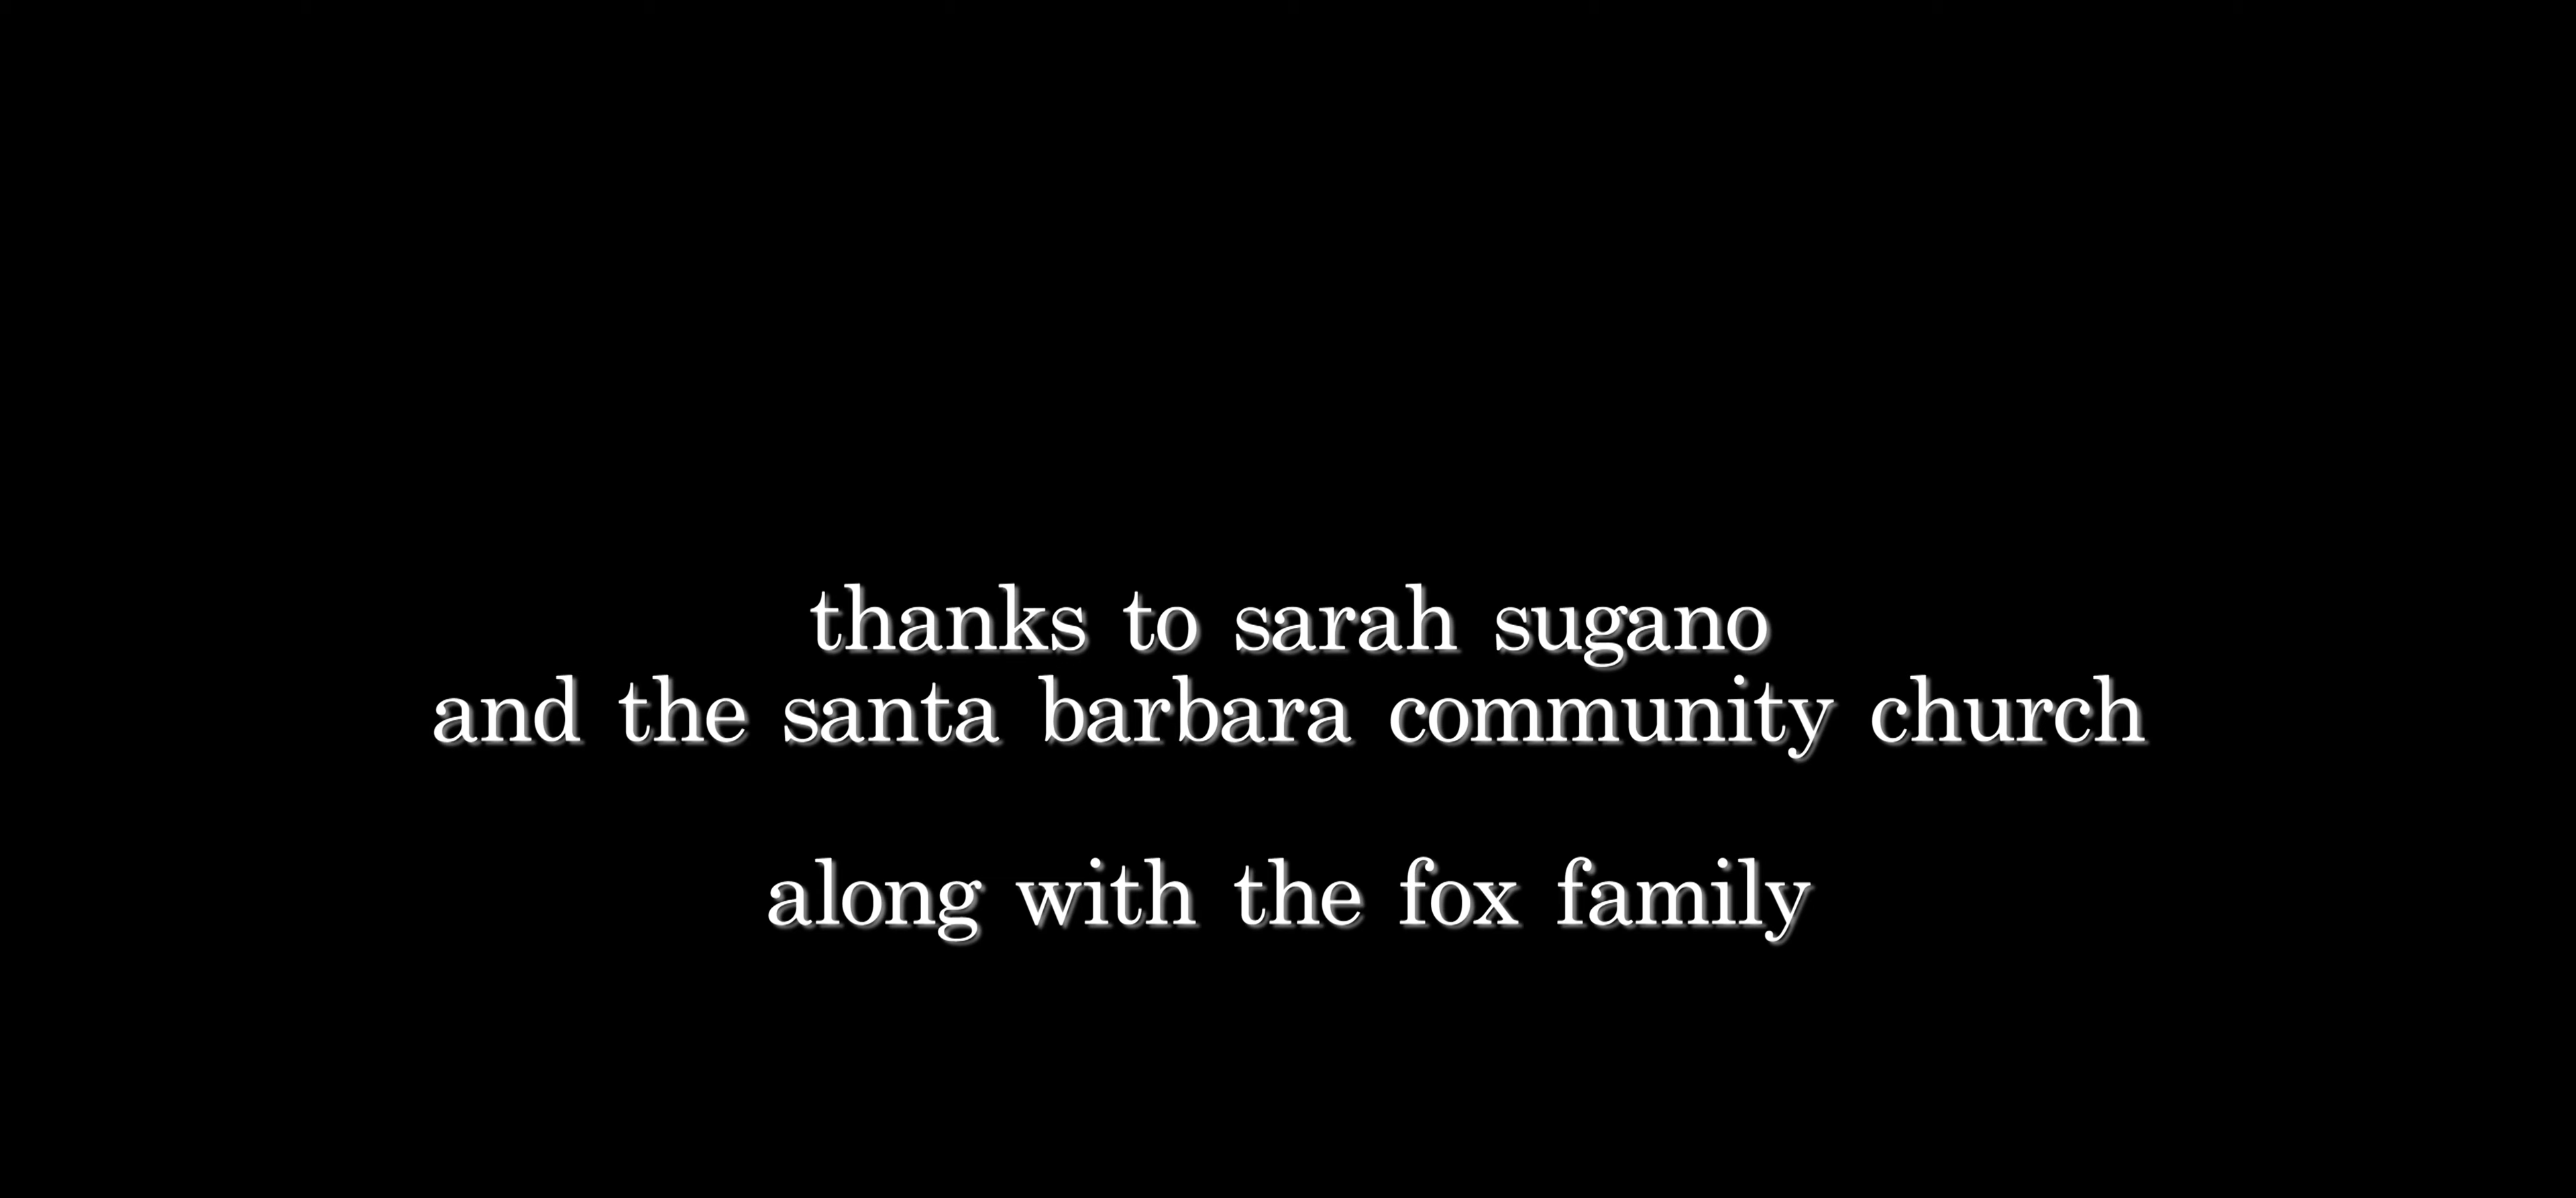 thanks to sarah sugano
and the santa barbara community church
along with the fox family